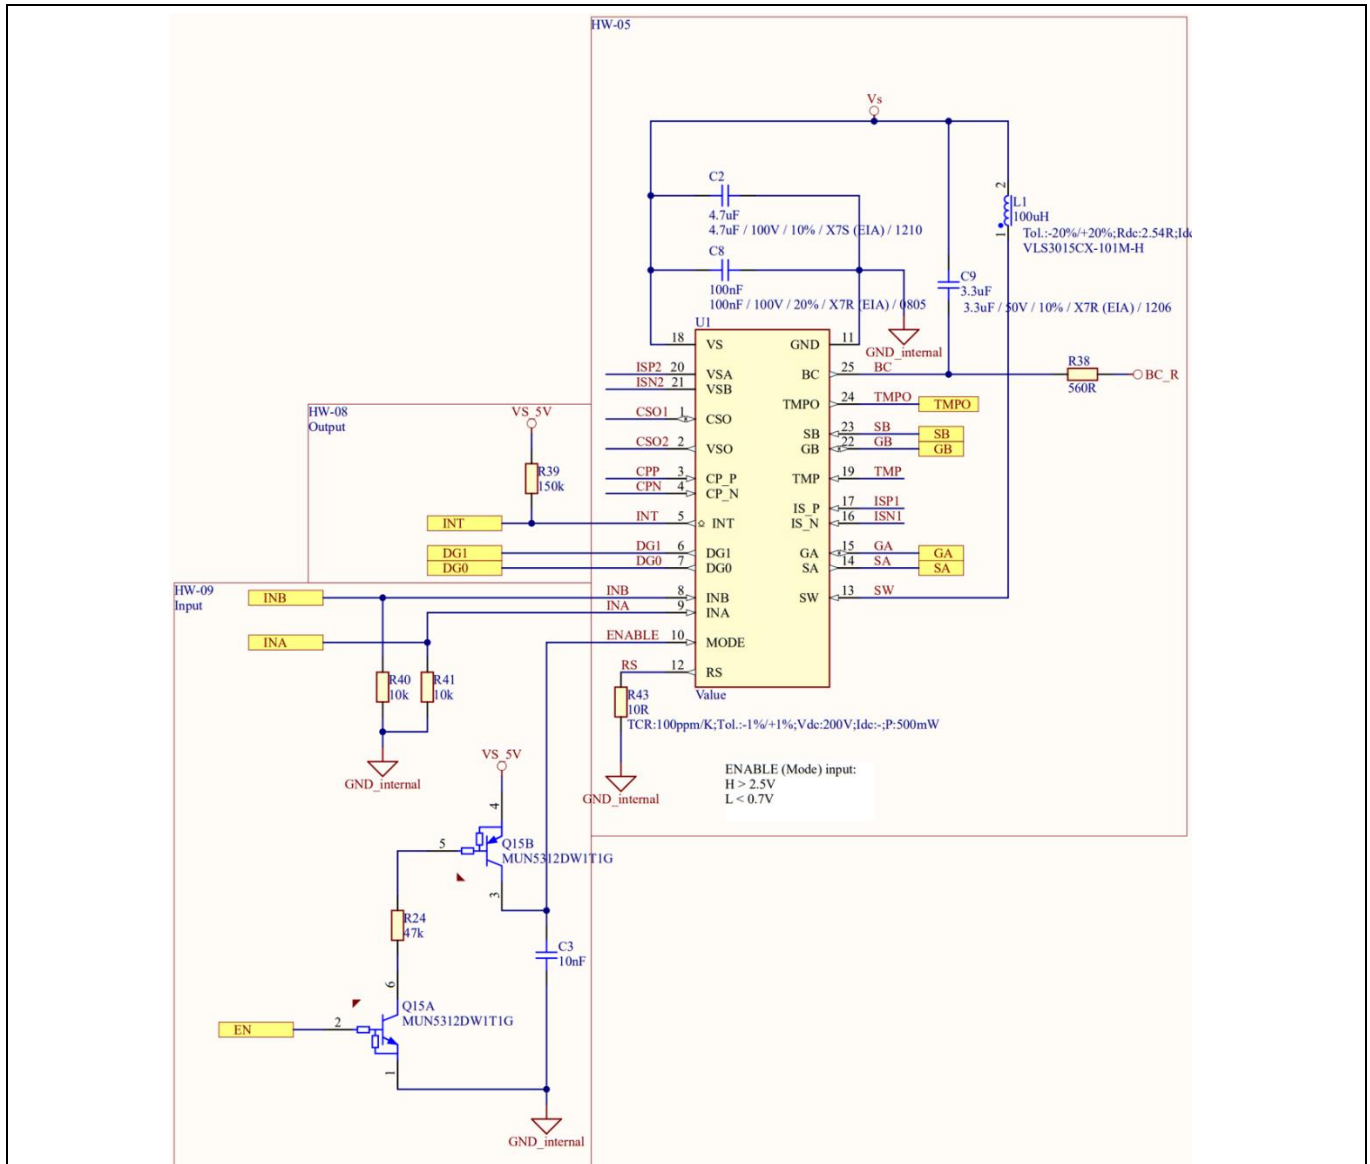 HW-05
Vs
C2
4.7uF
4.7uF / 100V / 10% / X7S (EIA) / 1210
C8
100nF
100nF / 100V / 20% / X7R (EIA) / 0805
2
L1
100uH
1
Tol.:-20%/+20%;Rdc:2.54R;Idc
VLS3015CX-101M-H
C9
3.3uF
3.3uF / 50V / 10% / X7R (EIA) / 1206
U1
18 VS
GND 11
GND_internal
ISP2 20 VSA
ISN2 21 VSB
BC 25 BC
R38
560R
BC_R
CSO1 1 CSO
TMPO 24 TMPO TMPO
CSO2 2 VSO
SB 23 SB SB
GB 22 GB GB
CPP 3 CP_P
CPN 4 CP_N
TMP 19 TMP
IS_P 17 ISP1
IS_N 16 ISN1
HW-08
Output
VS_5V
R39
150k
INT INT 5 INT
DG1 DG1 6 DG1
DG0 DG0 7 DG0
GA 15 GA GA
SA 14 SA SA
HW-09
Input
INB INB 8 INB
INA INA 9 INA
SW 13 SW
ENABLE 10 MODE
RS 12 RS
Value
R40
10k
R41
10k
GND_internal
R43
10R
TCR:100ppm/K;Tol.:-1%/+1%;Vdc:200V;Idc:-;P:500mW
GND_internal
ENABLE (Mode) input:
H > 2.5V
L < 0.7V
VS_5V
4
5
Q15B
MUN5312DW1T1G
3
R24
47k
C3
10nF
6
Q15A
MUN5312DW1T1G
EN 2
1
GND_internal